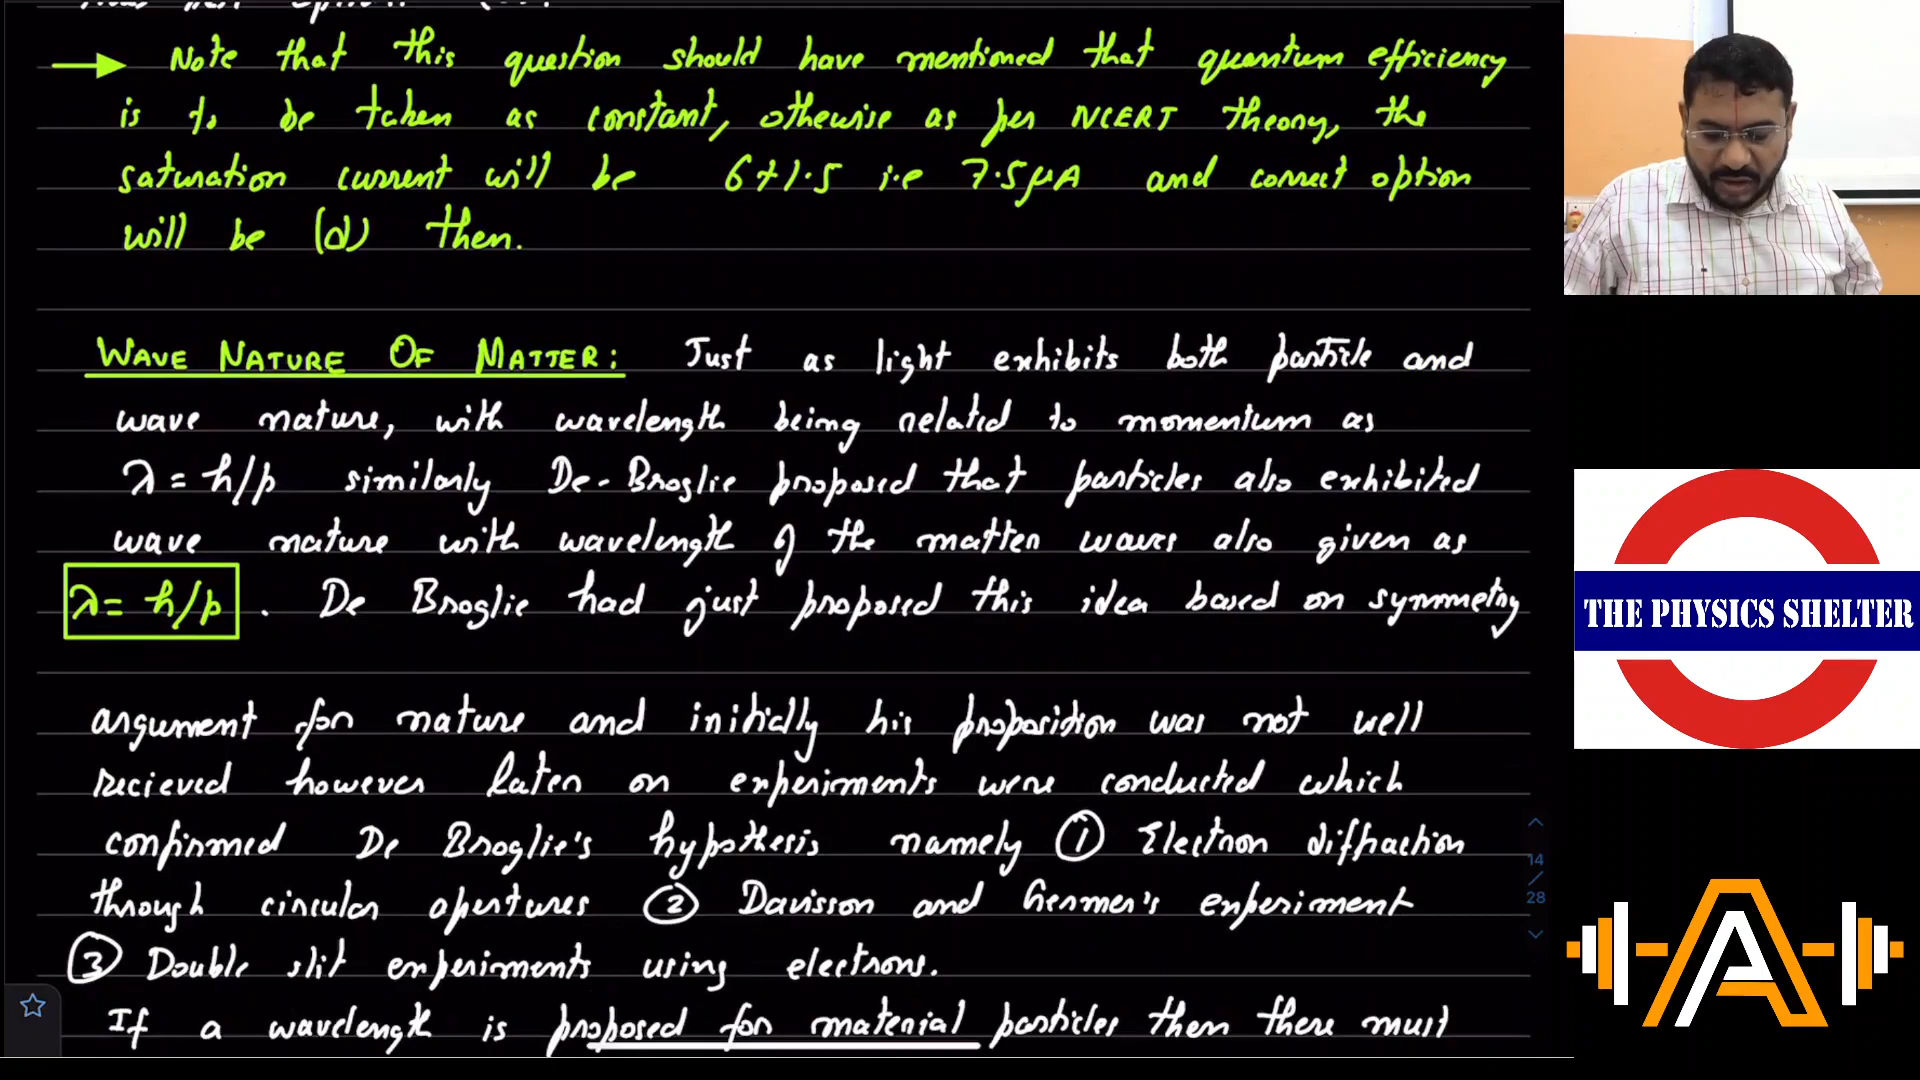 → Note that this question should have mentioned that quantum efficiency
is to be taken as constant, otherwise as per NCERT theory, the
saturation current will be 6+1.5 i.e 7.5μA and correct option
will be (d) then.
WAVE NATURE OF MATTER: Just as light exhibits both particle and
wave nature, with wavelength being related to momentum as
λ = h/p similarly De-Broglie proposed that particles also exhibited
wave nature with wavelength of the matter waves also given as
λ = h/p . De Broglie had just proposed this idea based on symmetry
argument for nature and initially his proposition was not well
recieved however later on experiments were conducted which
confirmed De Broglie's hypothesis namely ① Electron diffraction
through circular apertures ② Davisson and Germer's experiment
③ Double slit experiments using electrons.
If a wavelength is proposed for material particles then there must
14
/
28
THE PHYSICS SHELTER
A